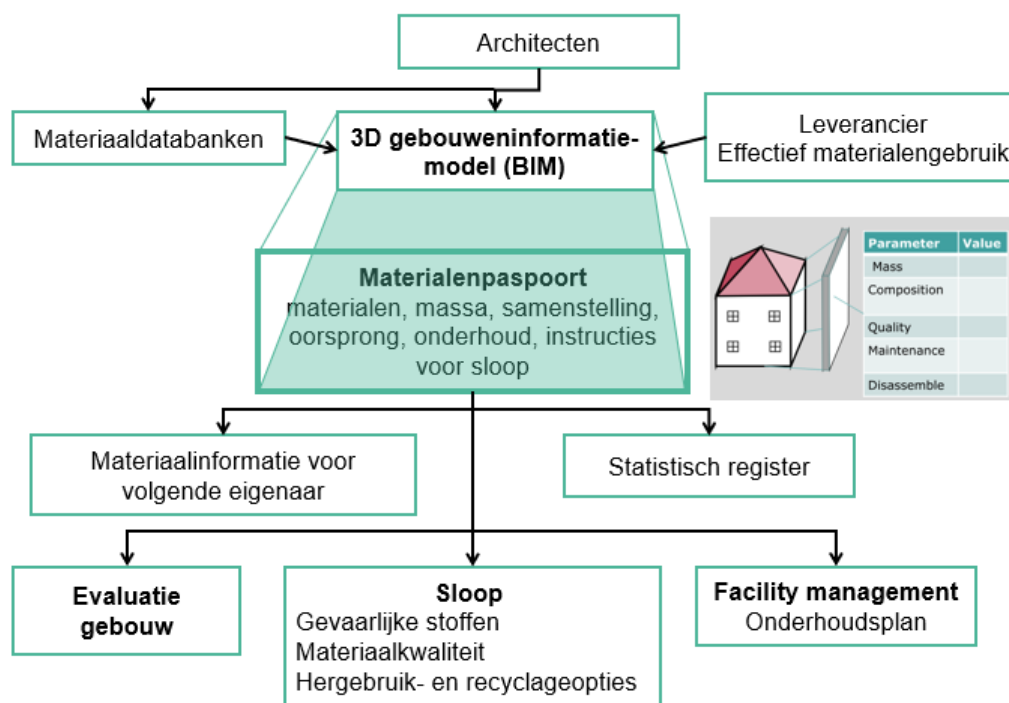 Architecten
Materiaaldatabanken
3D gebouweninformatie-
model (BIM)
Leverancier
Effectief materialengebruik
Materialenpaspoort
materialen, massa, samenstelling,
oorsprong, onderhoud, instructies
voor sloop
Parameter Value
Mass
Composition
Quality
Maintenance
Disassemble
Materiaalinformatie voor
volgende eigenaar
Statistisch register
Evaluatie
gebouw
Sloop
Gevaarlijke stoffen
Materiaalkwaliteit
Hergebruik- en recyclageopties
Facility management
Onderhoudsplan